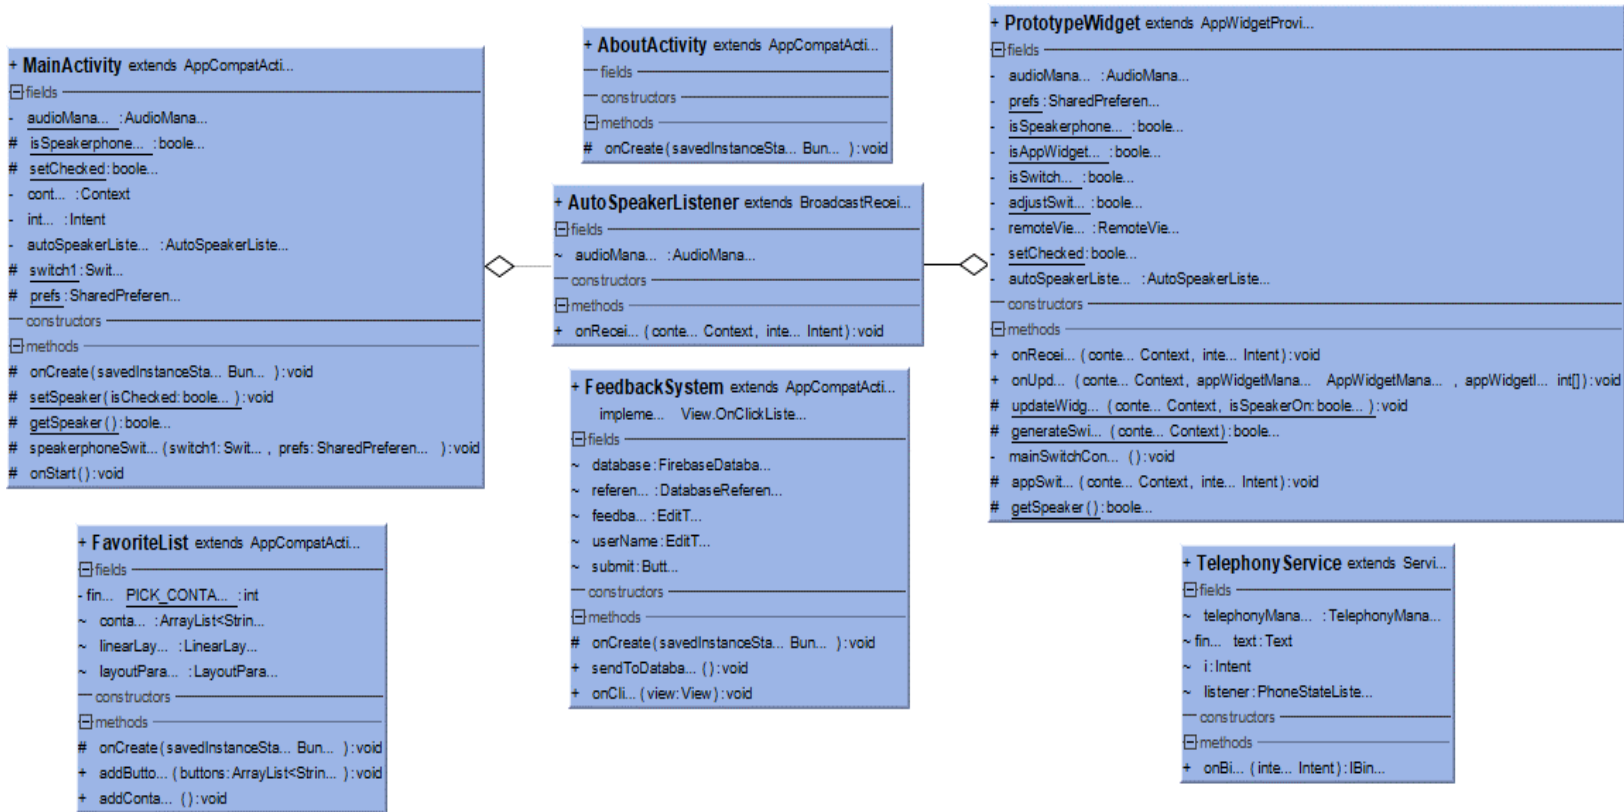 + MainActivity extends AppCompatActi...
fields
- audioMana... :AudioMana...
# isSpeakerphone... :boole...
# setChecked:boole...
- cont... :Context
- int... :Intent
- autoSpeakerListe... :AutoSpeakerListe...
# switch1:Swit...
# prefs:SharedPreferen...
constructors
methods
# onCreate(savedInstanceSta... Bun... ):void
# setSpeaker(isChecked:boole... ):void
# getSpeaker():boole...
# speakerphoneSwit... (switch1: Swit... , prefs:SharedPreferen... ):void
# onStart():void
+ FavoriteList extends AppCompatActi...
fields
- fin... PICK_CONTA... :int
~ conta... :ArrayList<Strin...
~ linearLay... :LinearLay...
~ layoutPara... :LayoutPara...
constructors
methods
# onCreate(savedInstanceSta... Bun... ):void
+ addButto... (buttons:ArrayList<Strin... ):void
+ addConta... ():void
+ AboutActivity extends AppCompatActi...
fields
constructors
methods
# onCreate(savedInstanceSta... Bun... ):void
+ AutoSpeakerListener extends BroadcastRecei...
fields
~ audioMana... :AudioMana...
constructors
methods
+ onRecei... (conte... Context, inte... Intent):void
+ FeedbackSystem extends AppCompatActi...
impleme... View.OnClickListe...
fields
~ database:FirebaseDataba...
~ referen... :DatabaseReferen...
~ feedba... :EditT...
~ userName:EditT...
~ submit:Butt...
constructors
methods
# onCreate(savedInstanceSta... Bun... ):void
+ sendToDataba... ():void
+ onCli... (view:View):void
+ PrototypeWidget extends AppWidgetProvi...
fields
- audioMana... :AudioMana...
- prefs:SharedPreferen...
- isSpeakerphone... :boole...
- isAppWidget... :boole...
- isSwitch... :boole...
- adjustSwit... :boole...
- remoteVie... :RemoteVie...
- setChecked:boole...
- autoSpeakerListe... :AutoSpeakerListe...
constructors
methods
+ onRecei... (conte... Context, inte... Intent):void
+ onUpd... (conte... Context, appWidgetMana... AppWidgetMana... , appWidgetI... int[]):void
# updateWidg... (conte... Context, isSpeakerOn:boole... ):void
# generateSwi... (conte... Context):boole...
- mainSwitchCon... ():void
# appSwit... (conte... Context, inte... Intent):void
# getSpeaker():boole...
+ TelephonyService extends Servi...
fields
~ telephonyMana... :TelephonyMana...
~ fin... text:Text
~ i:Intent
~ listener:PhoneStateListe...
constructors
methods
+ onBi... (inte... Intent):IBin...